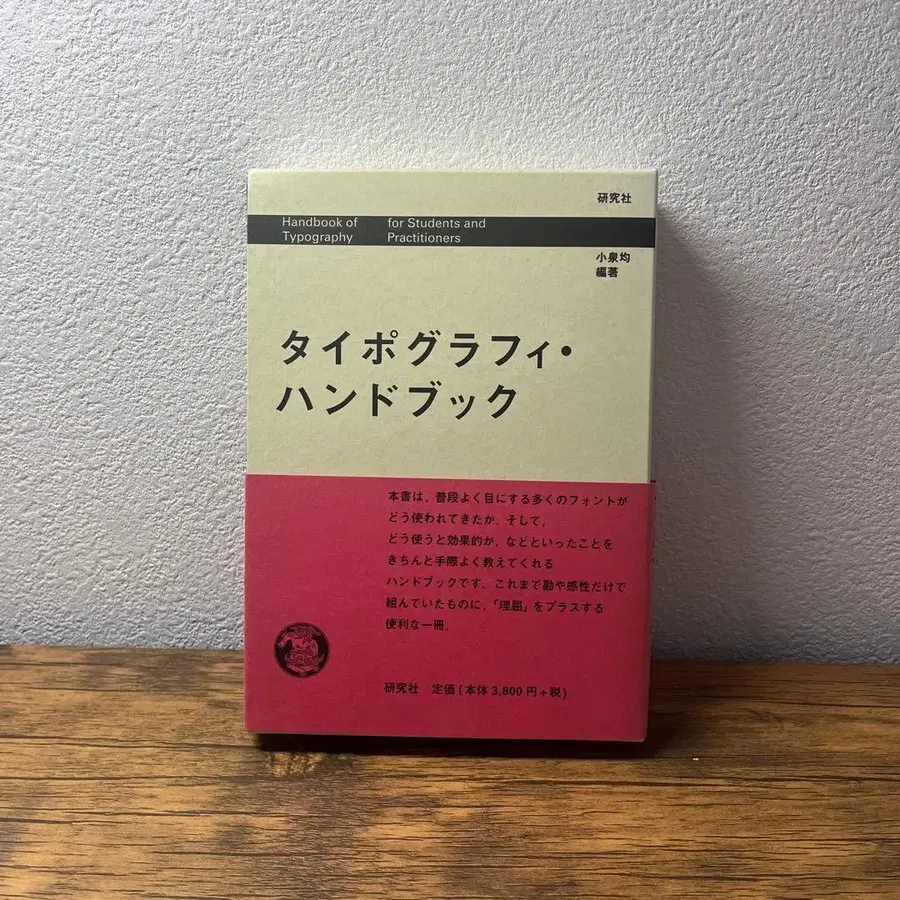 研究社
Handbook of Typography
for Students and Practitioners
小泉均
編著
タイポグラフィ・
ハンドブック
本書は，普段よく目にする多くのフォントが
どう使われてきたか，そして，
どう使うと効果的か，などといったことを
きちんと手際よく教えてくれる
ハンドブックです。これまで勘や感性だけで
組んでいたものに，「理屈」をプラスする
便利な一冊。
研究社 定価(本体3,800円+税)